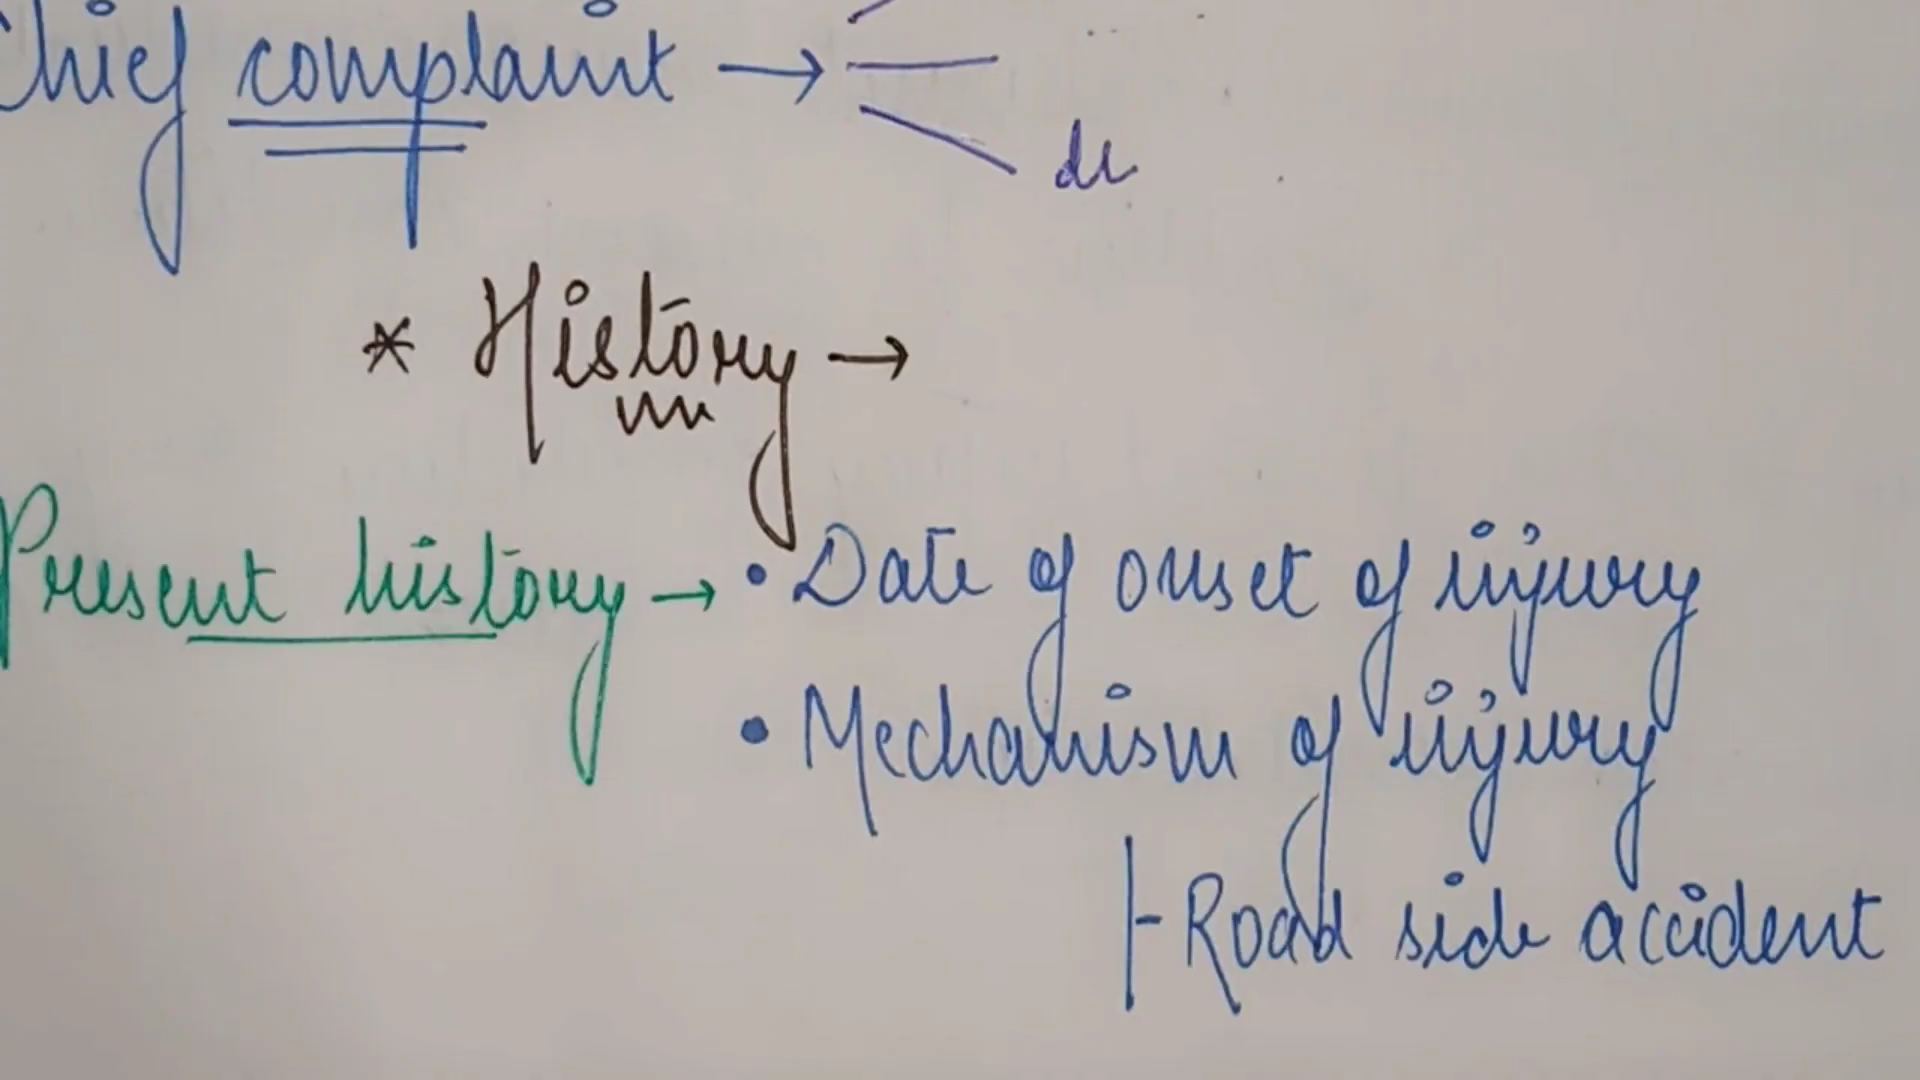 Chief complaint →
* History →
Present history → • Date of onset of injury
• Mechanism of injury
Road side accident